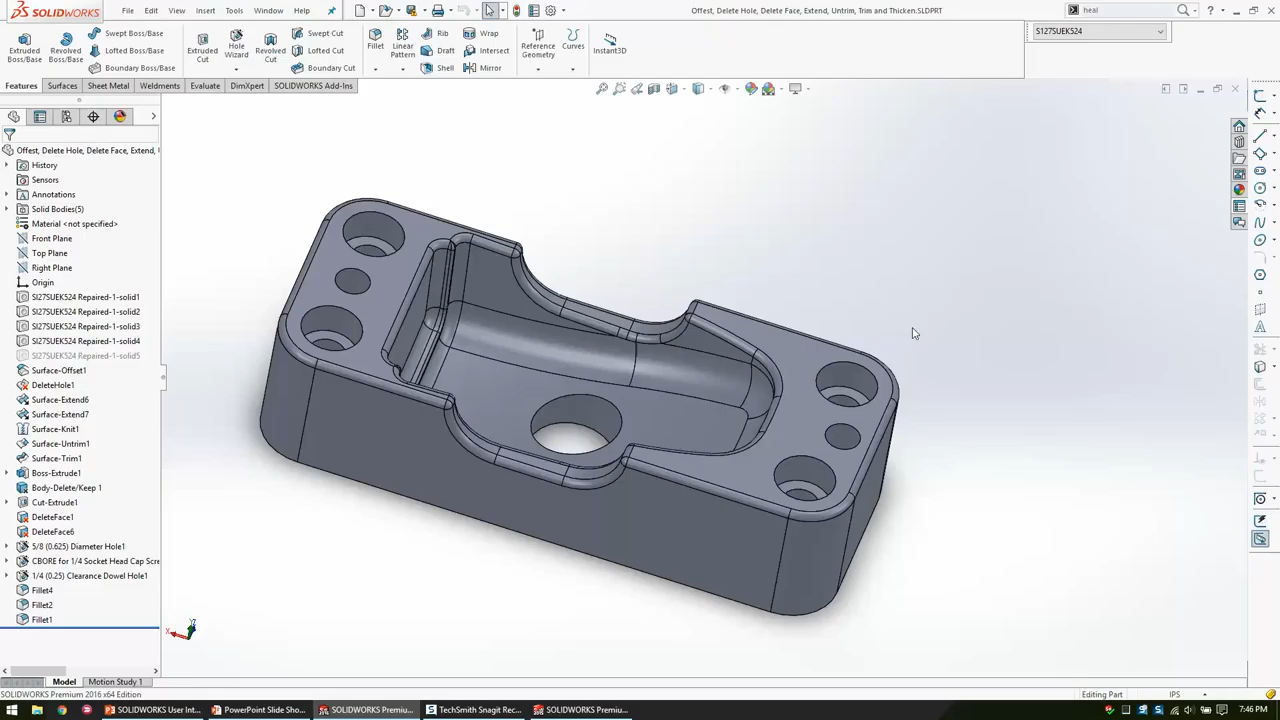 SOLIDWORKS
File
Edit
View
Insert
Tools
Window
Help
Offest, Delete Hole, Delete Face, Extend, Untrim, Trim and Thicken.SLDPRT
heal
Extruded Boss/Base
Revolved Boss/Base
Swept Boss/Base
Lofted Boss/Base
Boundary Boss/Base
Extruded Cut
Hole Wizard
Revolved Cut
Swept Cut
Lofted Cut
Boundary Cut
Fillet
Linear Pattern
Rib
Draft
Shell
Wrap
Intersect
Mirror
Reference Geometry
Curves
Instant3D
S127SUEK524
Features
Surfaces
Sheet Metal
Weldments
Evaluate
DimXpert
SOLIDWORKS Add-Ins
Offest, Delete Hole, Delete Face, Extend,
History
Sensors
Annotations
Solid Bodies(5)
Material <not specified>
Front Plane
Top Plane
Right Plane
Origin
SI27SUEK524 Repaired-1-solid1
SI27SUEK524 Repaired-1-solid2
SI27SUEK524 Repaired-1-solid3
SI27SUEK524 Repaired-1-solid4
SI27SUEK524 Repaired-1-solid5
Surface-Offset1
DeleteHole1
Surface-Extend6
Surface-Extend7
Surface-Knit1
Surface-Untrim1
Surface-Trim1
Boss-Extrude1
Body-Delete/Keep 1
Cut-Extrude1
DeleteFace1
DeleteFace6
5/8 (0.625) Diameter Hole1
CBORE for 1/4 Socket Head Cap Scre
1/4 (0.25) Clearance Dowel Hole1
Fillet4
Fillet2
Fillet1
X
Model
Motion Study 1
SOLIDWORKS Premium 2016 x64 Edition
Editing Part
IPS
SOLIDWORKS User Int...
PowerPoint Slide Sho...
SOLIDWORKS Premiu...
TechSmith Snagit Rec...
SOLIDWORKS Premiu...
7:46 PM